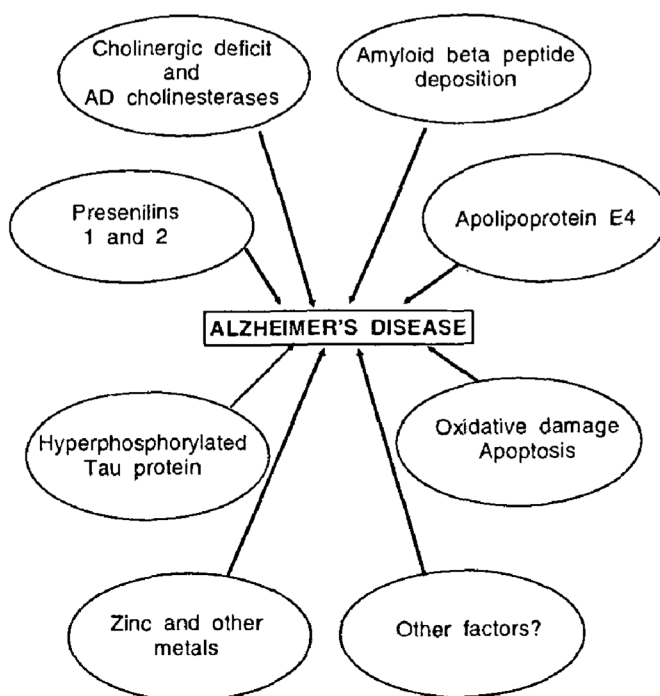 Cholinergic deficit
and
AD cholinesterases
Amyloid beta peptide
deposition
Presenilins
1 and 2
Apolipoprotein E4
ALZHEIMER'S DISEASE
Hyperphosphorylated
Tau protein
Oxidative damage
Apoptosis
Zinc and other
metals
Other factors?